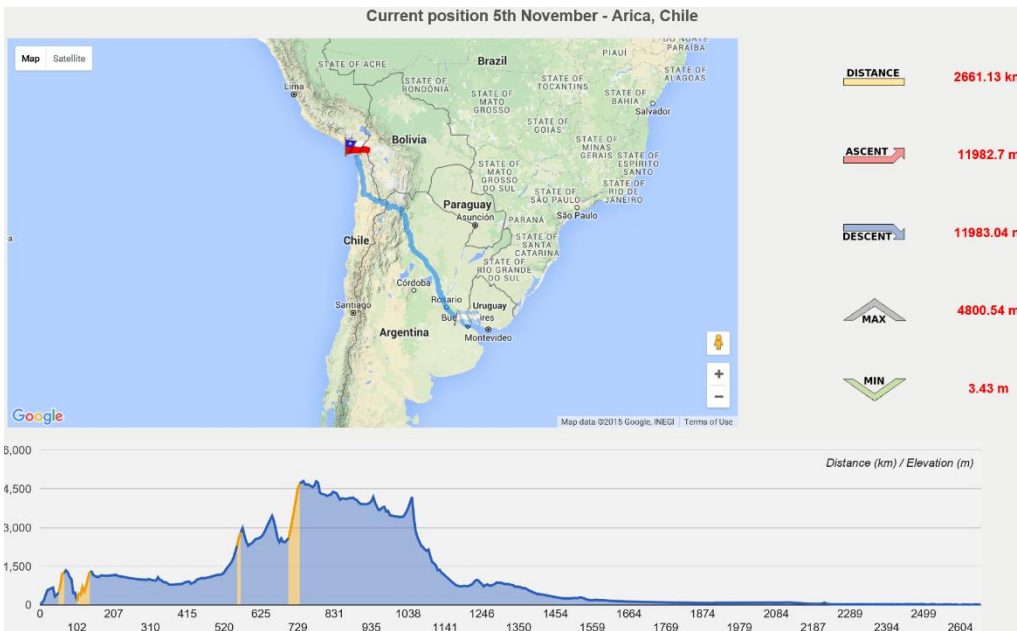 Current position 5th November - Arica, Chile
Map Satellite
DO NORTE
PARAÍBA
PIAUÍ
STATE OF ACRE
Brazil
STATE OF
RONDÔNIA
STATE OF
TOCANTINS
STATE OF
ALAGOAS
Lima
STATE OF
MATO
GROSSO
STATE OF
BAHIA
Salvador
STATE OF
GOIÁS
Bolivia
STATE OF
MINAS
GERAIS
STATE OF
ESPÍRITO
SANTO
STATE OF
MATO
GROSSO
DO SUL
STATE OF
SÃO PAULO
STATE OF
RIO DE
JANEIRO
Paraguay
Asunción
PARANÁ
São Paulo
Chile
STATE OF
SANTA
CATARINA
STATE OF
RIO GRANDE
DO SUL
Córdoba
Rosario
Uruguay
Santiago
Argentina
Montevideo
Google
Map data ©2015 Google, INEGI
Terms of Use
DISTANCE 2661.13 km
ASCENT 11982.7 m
DESCENT 11983.04 m
MAX 4800.54 m
MIN 3.43 m
Distance (km) / Elevation (m)
6,000
4,500
3,000
1,500
0
0 207 415 625 831 1038 1246 1454 1664 1874 2084 2289 2499
102 310 520 729 935 1141 1350 1559 1769 1979 2187 2394 2604